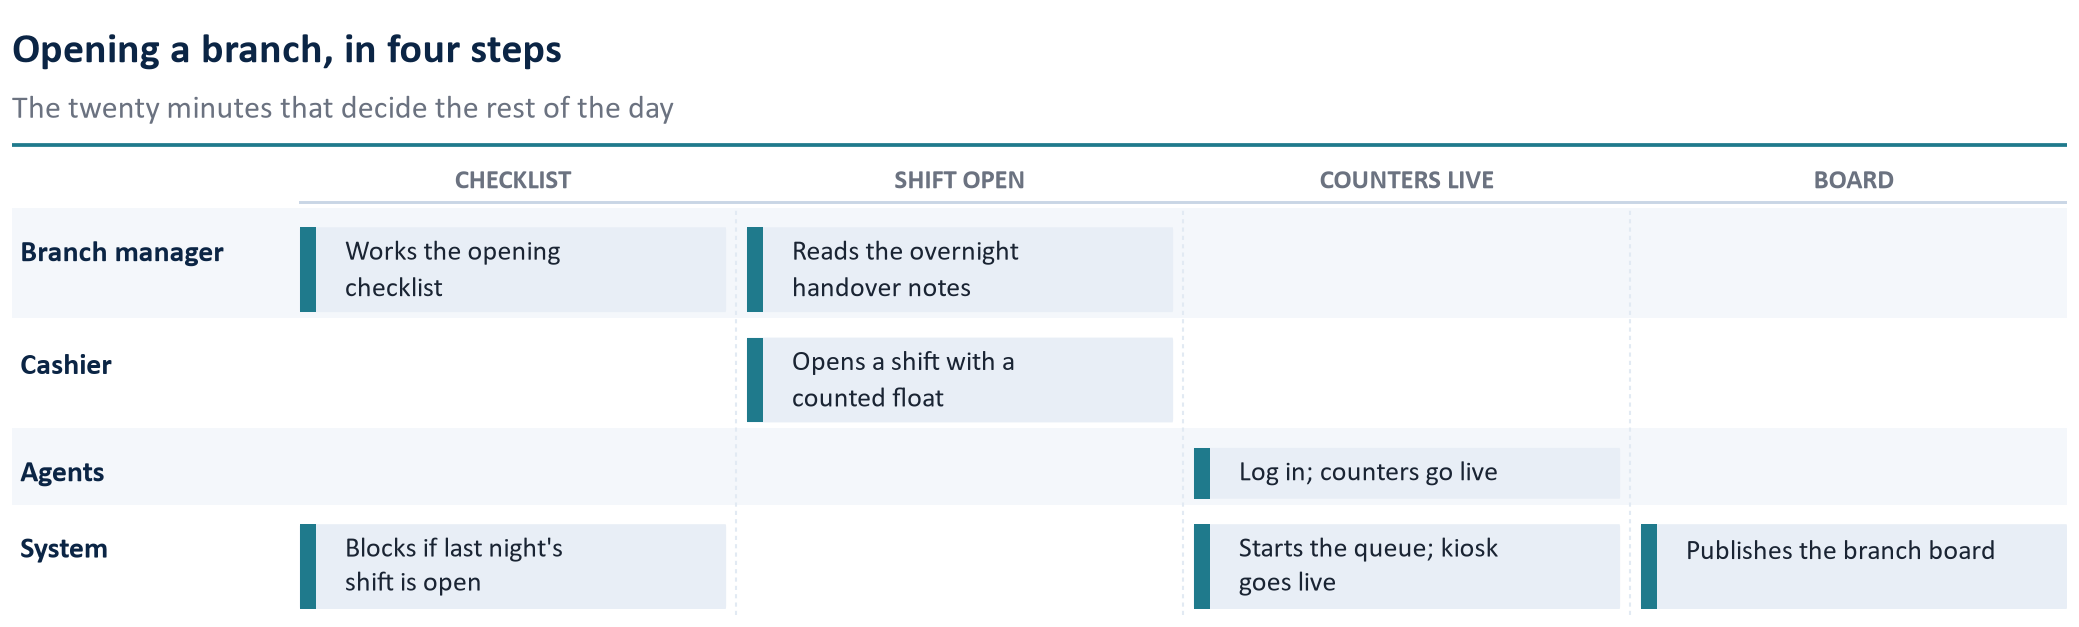 Opening a branch, in four steps
The twenty minutes that decide the rest of the day
CHECKLIST
SHIFT OPEN
COUNTERS LIVE
BOARD
Branch manager
Works the opening
checklist
Reads the overnight
handover notes
Cashier
Opens a shift with a
counted float
Agents
Log in; counters go live
System
Blocks if last night's
shift is open
Starts the queue; kiosk
goes live
Publishes the branch board